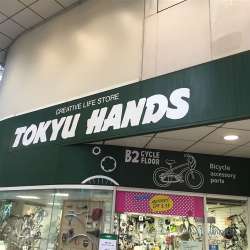 CREATIVE LIFE STORE
TOKYU HANDS
B2 CYCLE
FLOOR
Bicycle
accessory
parts